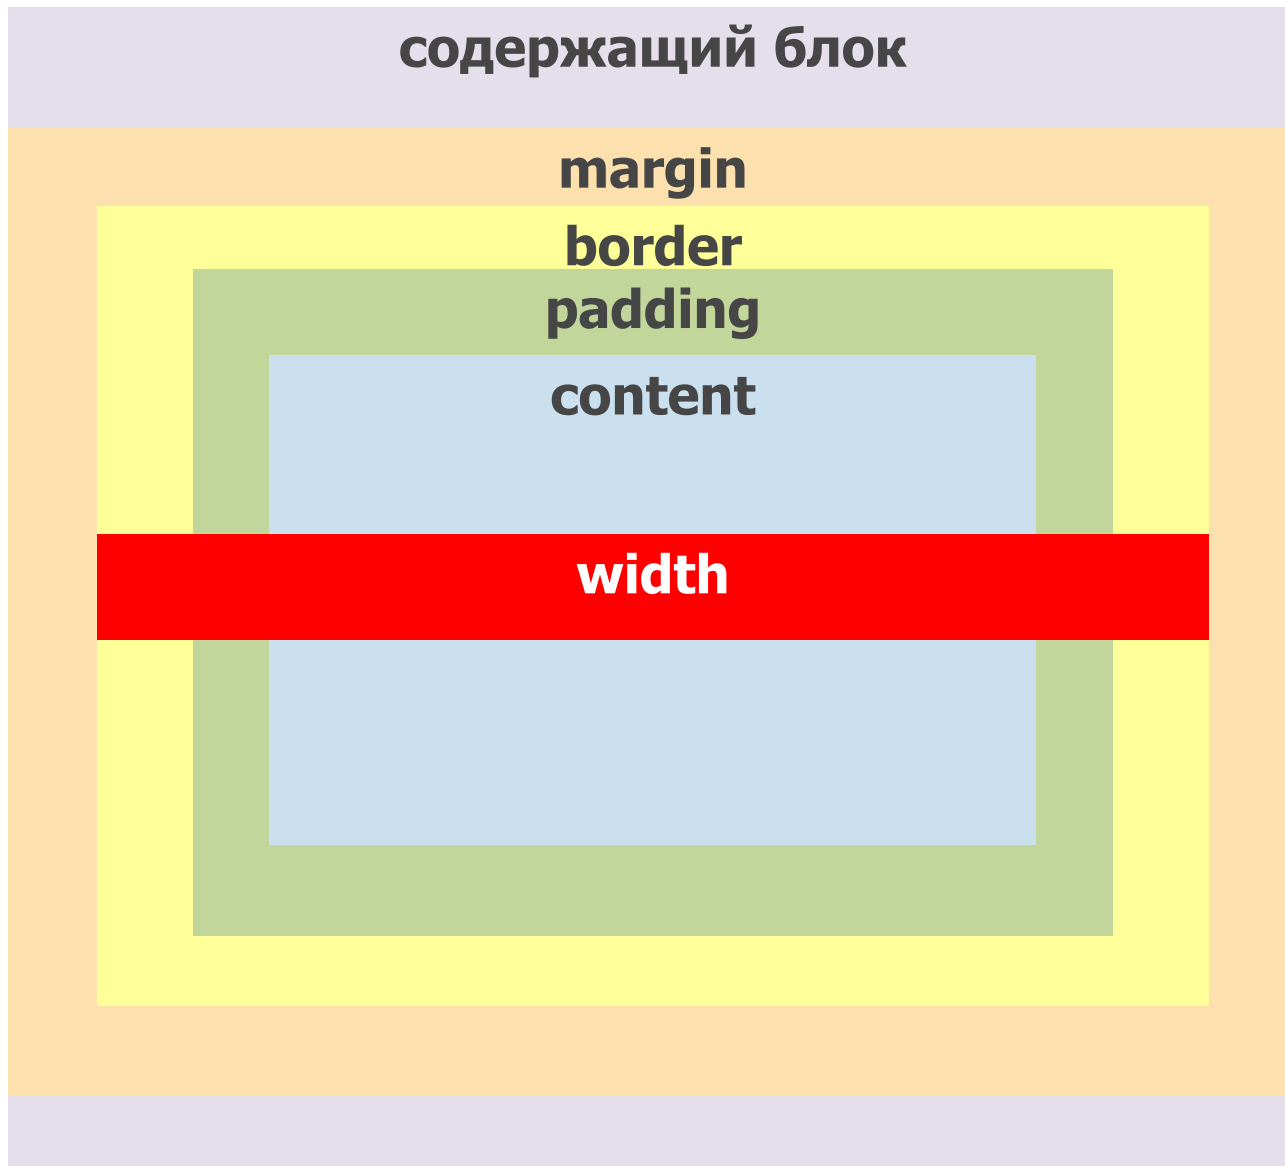 содержащий блок
margin
border
padding
content
width